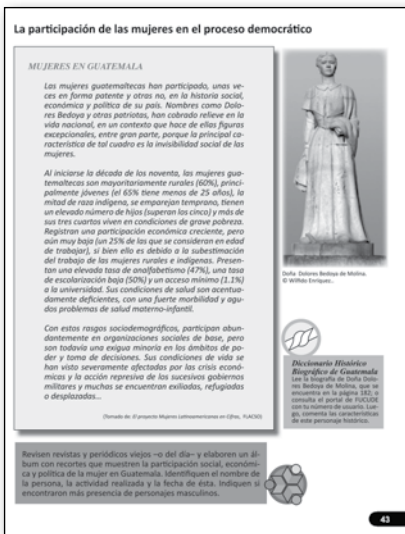 La participación de las mujeres en el proceso democrático
MUJERES EN GUATEMALA
Las mujeres guatemaltecas han participado, unas ve-
ces en forma patente y otras no, en la historia social,
económica y política de su país. Nombres como Dolo-
res Bedoya y otras patriotas, han cobrado relieve en la
vida nacional, en un contexto que hace de ellas figuras
excepcionales, entre gran parte, porque la principal ca-
racterística de tal cuadro es la invisibilidad social de las
mujeres.
Al iniciarse la década de los noventa, las mujeres gua-
temaltecas son mayoritariamente rurales (60%), princi-
palmente jóvenes (el 65% tiene menos de 25 años), la
mitad de raza indígena, se emparejan temprano, tienen
un elevado número de hijos (superan los cinco) y más de
sus tres cuartos viven en condiciones de grave pobreza.
Registran una participación económica creciente, pero
aún muy baja (un 25% de las que se consideran en edad
de trabajar), si bien ello es debido a la subestimación
del trabajo de las mujeres rurales e indígenas. Presen-
tan una elevada tasa de analfabetismo (47%), una tasa
de escolarización baja (50%) y un acceso mínimo (1.1%)
a la universidad. Sus condiciones de salud son acentua-
damente deficientes, con una fuerte morbilidad y agu-
dos problemas de salud materno-infantil.
Con estos rasgos sociodemográficos, participan abun-
dantemente en organizaciones sociales de base, pero
son todavía una exigua minoría en los ámbitos de po-
der y toma de decisiones. Sus condiciones de vida se
han visto severamente afectadas por las crisis econó-
micas y la acción represiva de los sucesivos gobiernos
militares y muchas se encuentran exiliadas, refugiadas
o desplazadas...
(Tomado de: El proyecto Mujeres Latinoamericanas en Cifras, FLACSO)
Doña Dolores Bedoya de Molina.
© Wilfido Enríquez..
Diccionario Histórico
Biográfico de Guatemala
Lee la biografía de Doña Dolo-
res Bedoya de Molina, que se
encuentra en la página 182; o
consulta el portal de FUCUDE
con tu número de usuario. Lue-
go, comenta las características
de este personaje histórico.
Revisen revistas y periódicos viejos –o del día– y elaboren un ál-
bum con recortes que muestren la participación social, económi-
ca y política de la mujer en Guatemala. Identifiquen el nombre de
la persona, la actividad realizada y la fecha de ésta. Indiquen si
encontraron más presencia de personajes masculinos.
43